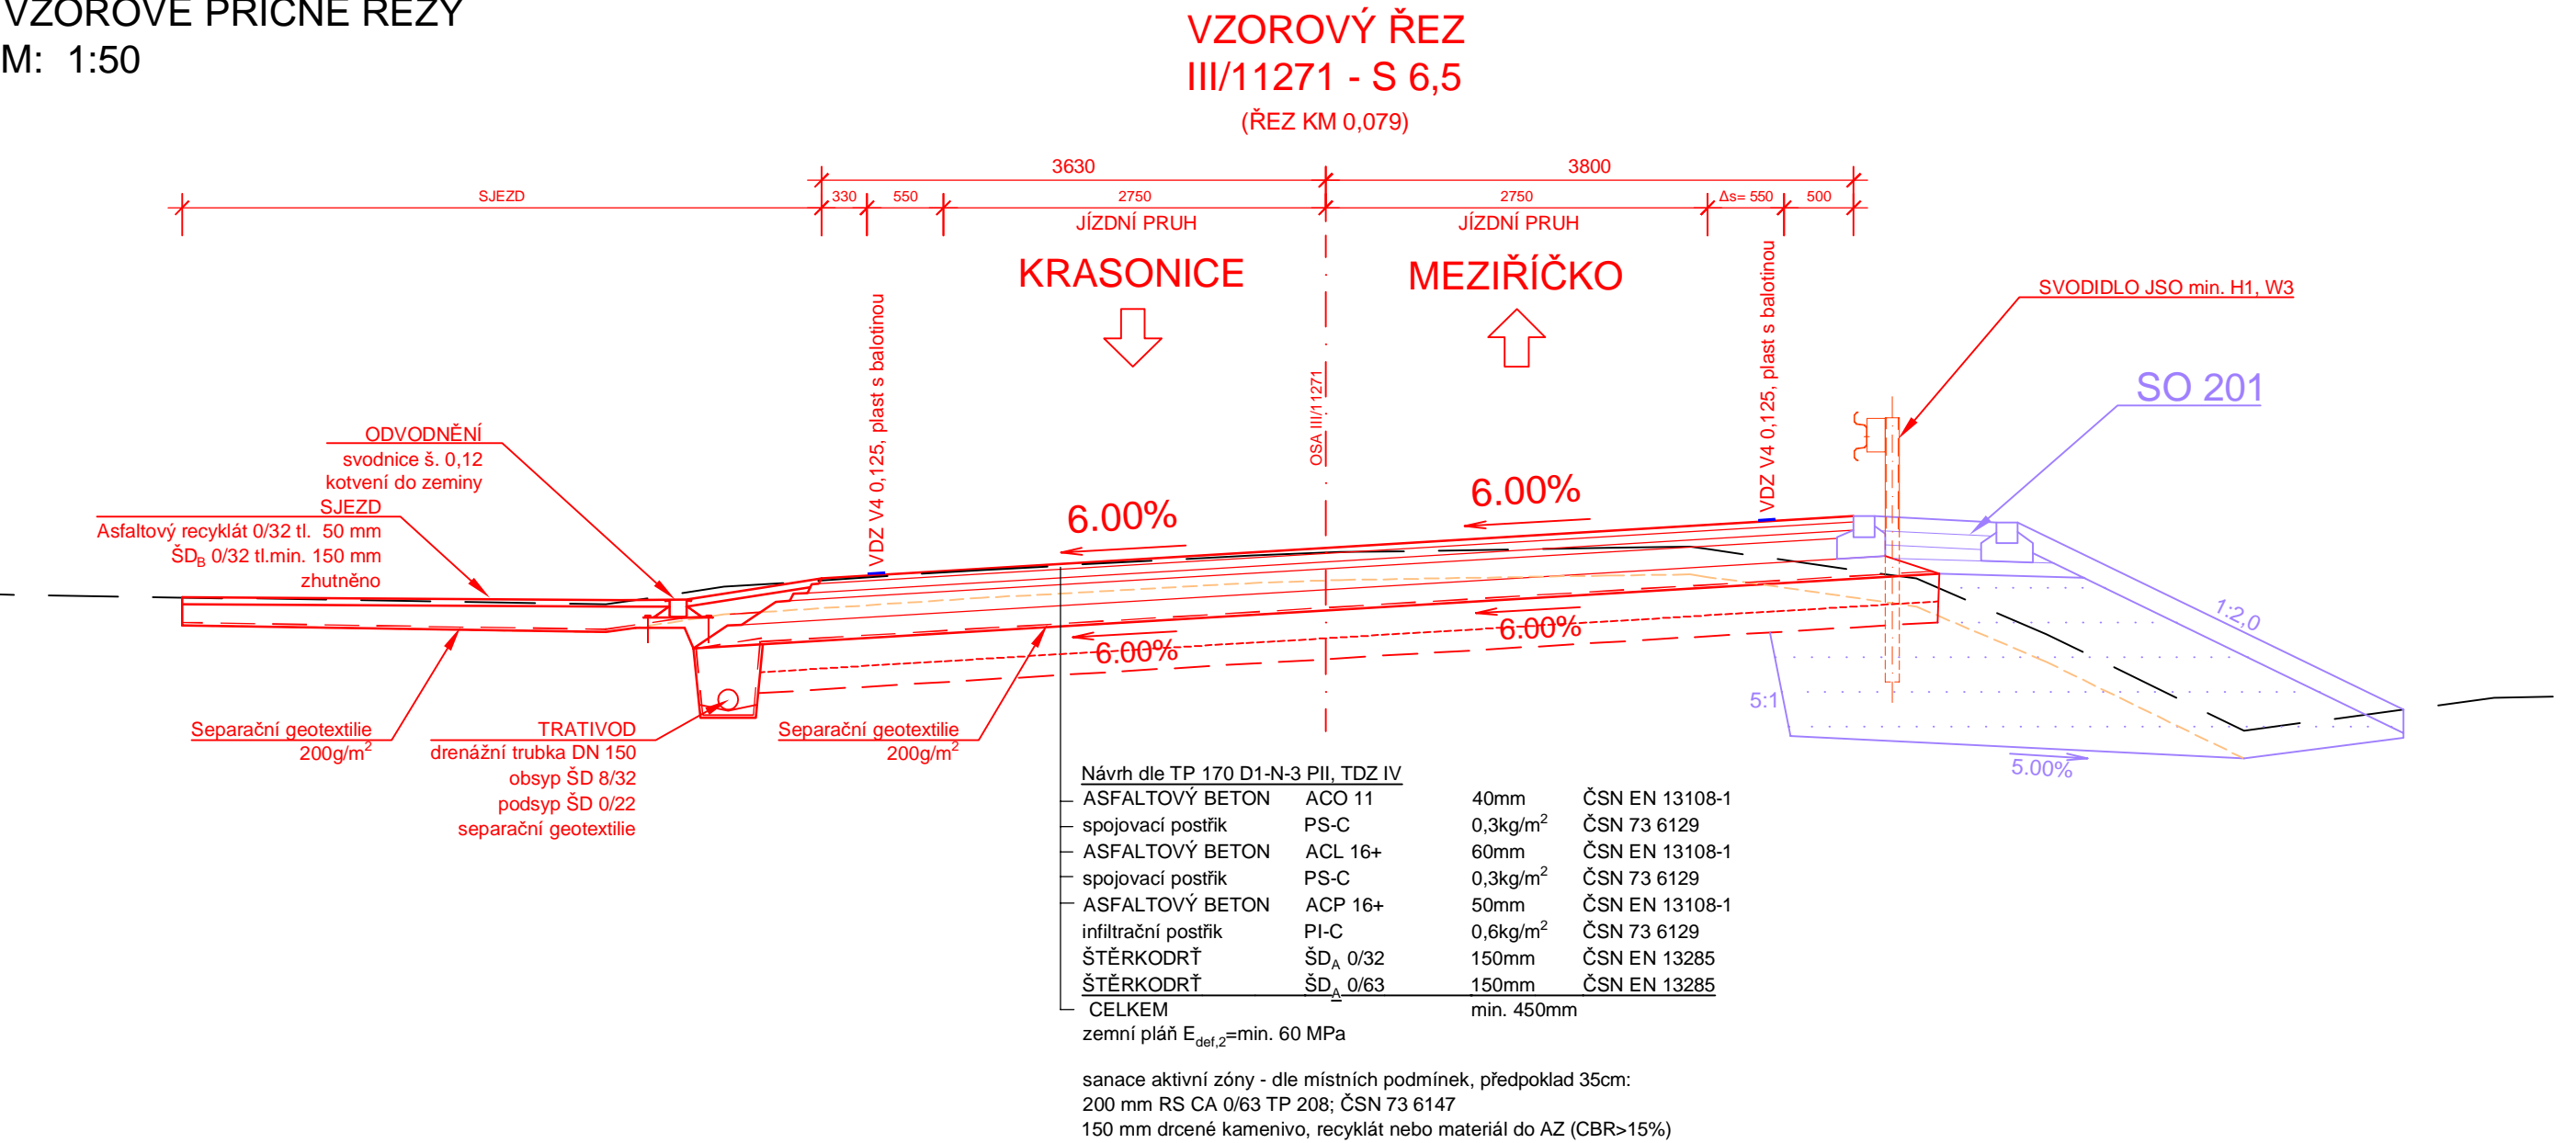 VZOROVÉ PŘÍČNÉ ŘEZY
M: 1:50
VZOROVÝ ŘEZ
III/11271 - S 6,5
(ŘEZ KM 0,079)
3630
3800
SJEZD
330
550
2750
2750
Δs= 550
500
JÍZDNÍ PRUH
JÍZDNÍ PRUH
KRASONICE
MEZIŘÍČKO
VDZ V4 0,125, plast s balotinou
OSA III/11271
VDZ V4 0,125, plast s balotinou
SVODIDLO JSO min. H1, W3
SO 201
ODVODNĚNÍ
svodnice š. 0,12
kotvení do zeminy
SJEZD
Asfaltový recyklát 0/32 tl. 50 mm
ŠD_B 0/32 tl.min. 150 mm
zhutněno
6.00%
6.00%
6.00%
6.00%
1:2,0
5:1
5.00%
Separační geotextilie
200g/m²
TRATIVOD
drenážní trubka DN 150
obsyp ŠD 8/32
podsyp ŠD 0/22
separační geotextilie
Separační geotextilie
200g/m²
Návrh dle TP 170 D1-N-3 PII, TDZ IV
ASFALTOVÝ BETON ACO 11 40mm ČSN EN 13108-1
spojovací postřik PS-C 0,3kg/m² ČSN 73 6129
ASFALTOVÝ BETON ACL 16+ 60mm ČSN EN 13108-1
spojovací postřik PS-C 0,3kg/m² ČSN 73 6129
ASFALTOVÝ BETON ACP 16+ 50mm ČSN EN 13108-1
infiltrační postřik PI-C 0,6kg/m² ČSN 73 6129
ŠTĚRKODRŤ ŠD_A 0/32 150mm ČSN EN 13285
ŠTĚRKODRŤ ŠD_A 0/63 150mm ČSN EN 13285
CELKEM min. 450mm
zemní pláň E_def,2=min. 60 MPa
sanace aktivní zóny - dle místních podmínek, předpoklad 35cm:
200 mm RS CA 0/63 TP 208; ČSN 73 6147
150 mm drcené kamenivo, recyklát nebo materiál do AZ (CBR>15%)